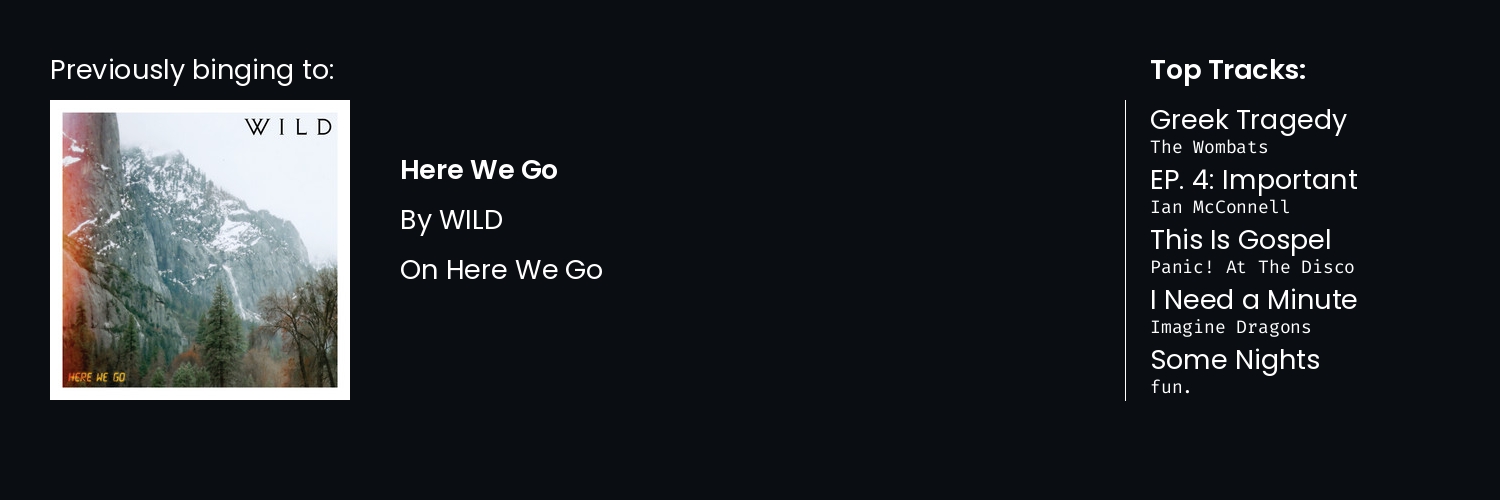 Previously binging to:
WILD
HERE WE GO
Here We Go
By WILD
On Here We Go
Top Tracks:
Greek Tragedy
The Wombats
EP. 4: Important
Ian McConnell
This Is Gospel
Panic! At The Disco
I Need a Minute
Imagine Dragons
Some Nights
fun.